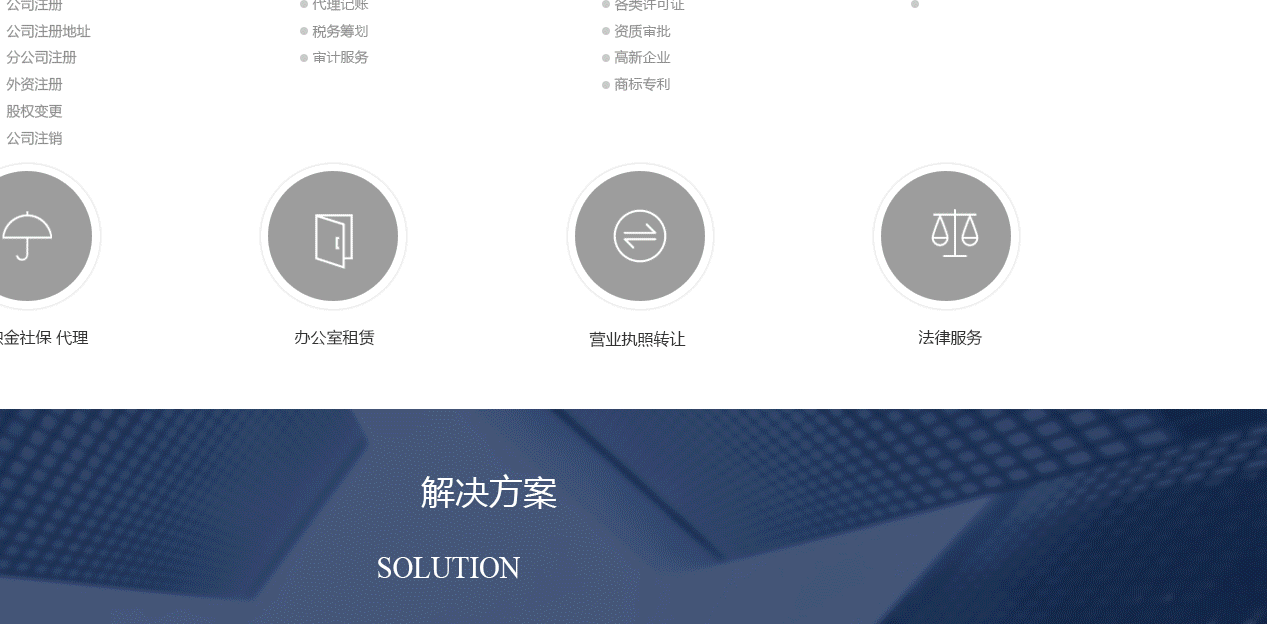 公司注册
公司注册地址
分公司注册
外资注册
股权变更
公司注销
代理记账
税务筹划
审计服务
各类许可证
资质审批
高新企业
商标专利
金社保 代理
办公室租赁
营业执照转让
法律服务
解决方案
SOLUTION